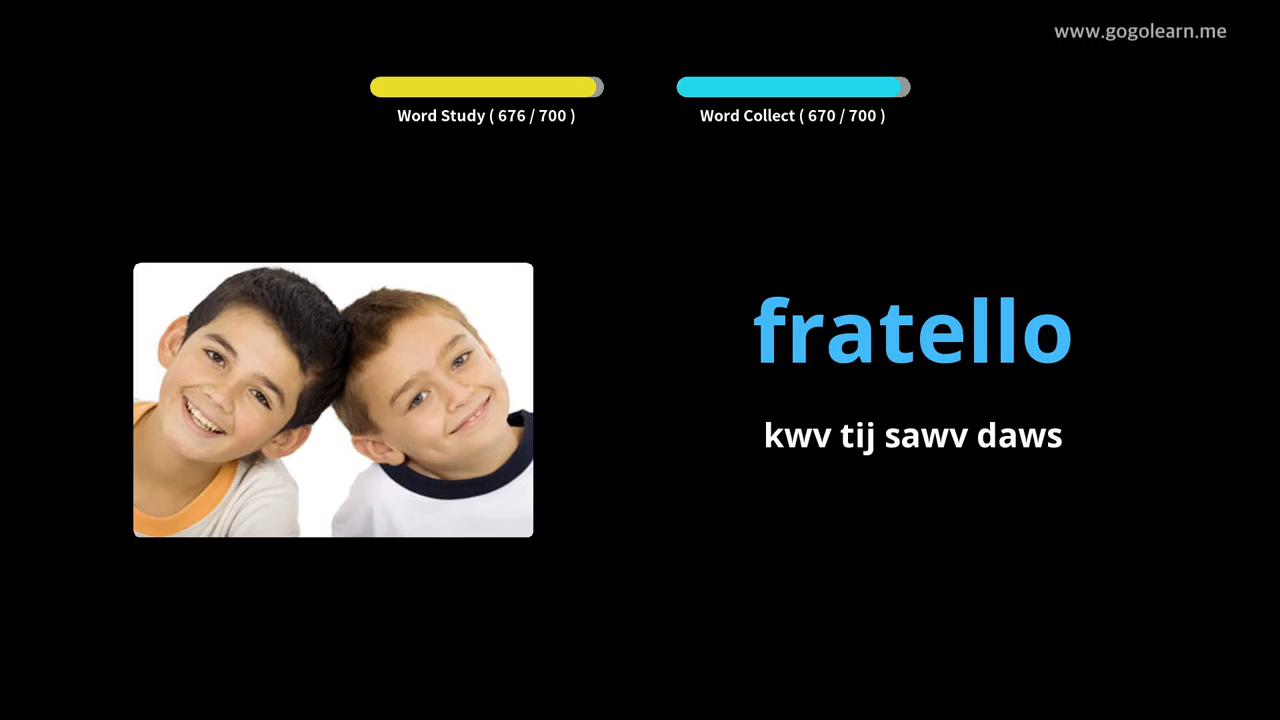 www.gogolearn.me
Word Study ( 676 / 700 )
Word Collect ( 670 / 700 )
fratello
kwv tij sawv daws